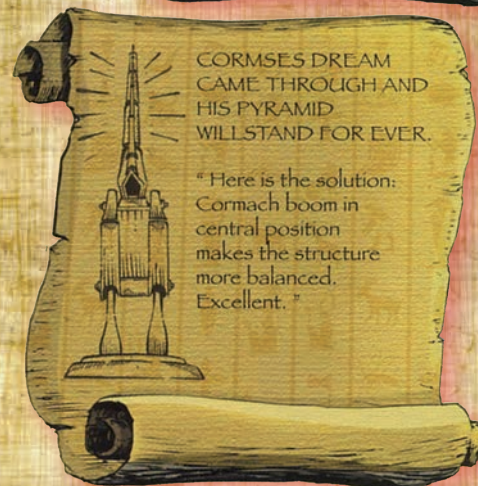 CORMSES DREAM
CAME THROUGH AND
HIS PYRAMID
WILLSTAND FOR EVER.
“ Here is the solution:
Cormach boom in
central position
makes the structure
more balanced.
Excellent. ”